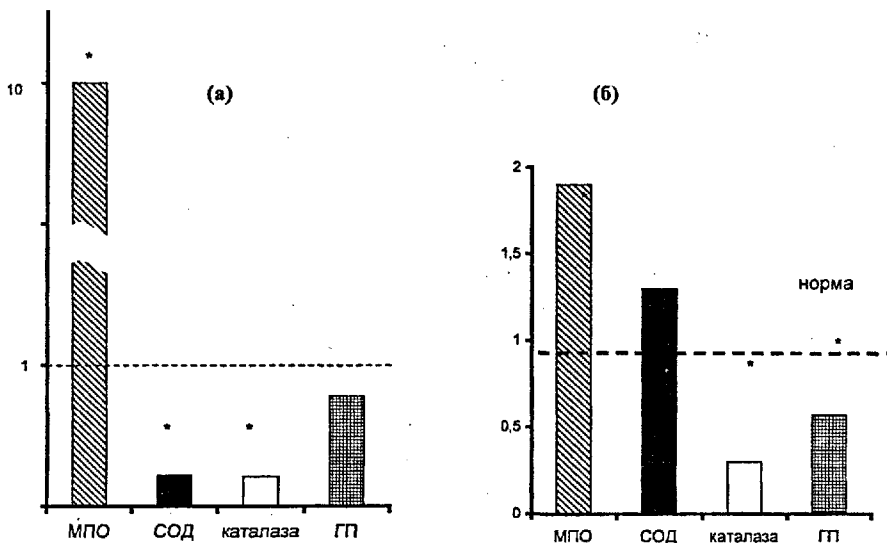 (а)
*
10
1
*
*
МПО
СОД
каталаза
ГП
(б)
2
1,5
1
0,5
0
норма
*
*
МПО
СОД
каталаза
ГП